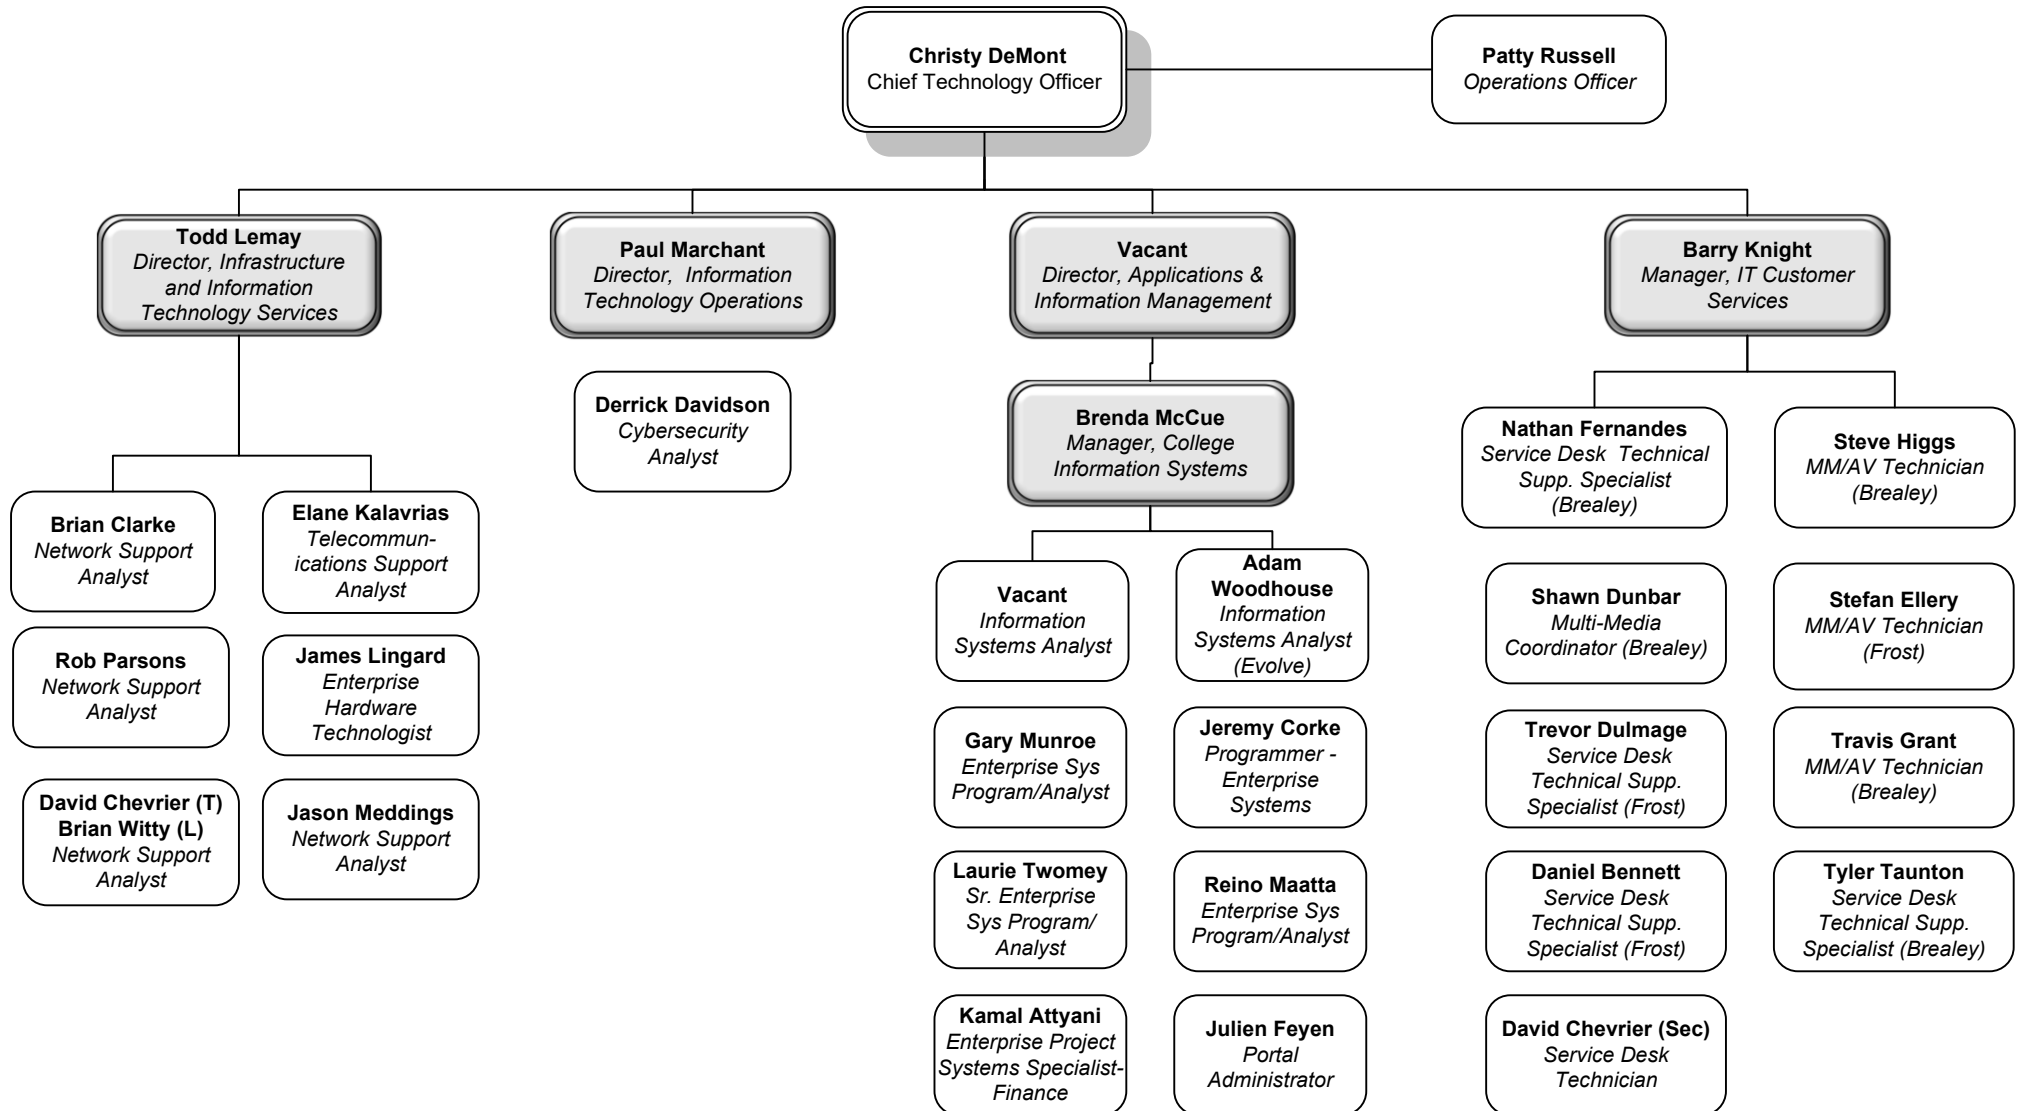 Christy DeMont
Chief Technology Officer
Patty Russell
Operations Officer
Todd Lemay
Director, Infrastructure
and Information
Technology Services
Paul Marchant
Director, Information
Technology Operations
Vacant
Director, Applications &
Information Management
Barry Knight
Manager, IT Customer
Services
Derrick Davidson
Cybersecurity
Analyst
Brenda McCue
Manager, College
Information Systems
Brian Clarke
Network Support
Analyst
Elane Kalavrias
Telecommun-
ications Support
Analyst
Rob Parsons
Network Support
Analyst
James Lingard
Enterprise
Hardware
Technologist
David Chevrier (T)
Brian Witty (L)
Network Support
Analyst
Jason Meddings
Network Support
Analyst
Vacant
Information
Systems Analyst
Adam
Woodhouse
Information
Systems Analyst
(Evolve)
Gary Munroe
Enterprise Sys
Program/Analyst
Jeremy Corke
Programmer -
Enterprise
Systems
Laurie Twomey
Sr. Enterprise
Sys Program/
Analyst
Reino Maatta
Enterprise Sys
Program/Analyst
Kamal Attyani
Enterprise Project
Systems Specialist-
Finance
Julien Feyen
Portal
Administrator
Nathan Fernandes
Service Desk Technical
Supp. Specialist
(Brealey)
Steve Higgs
MM/AV Technician
(Brealey)
Shawn Dunbar
Multi-Media
Coordinator (Brealey)
Stefan Ellery
MM/AV Technician
(Frost)
Trevor Dulmage
Service Desk
Technical Supp.
Specialist (Frost)
Travis Grant
MM/AV Technician
(Brealey)
Daniel Bennett
Service Desk
Technical Supp.
Specialist (Frost)
Tyler Taunton
Service Desk
Technical Supp.
Specialist (Brealey)
David Chevrier (Sec)
Service Desk
Technician